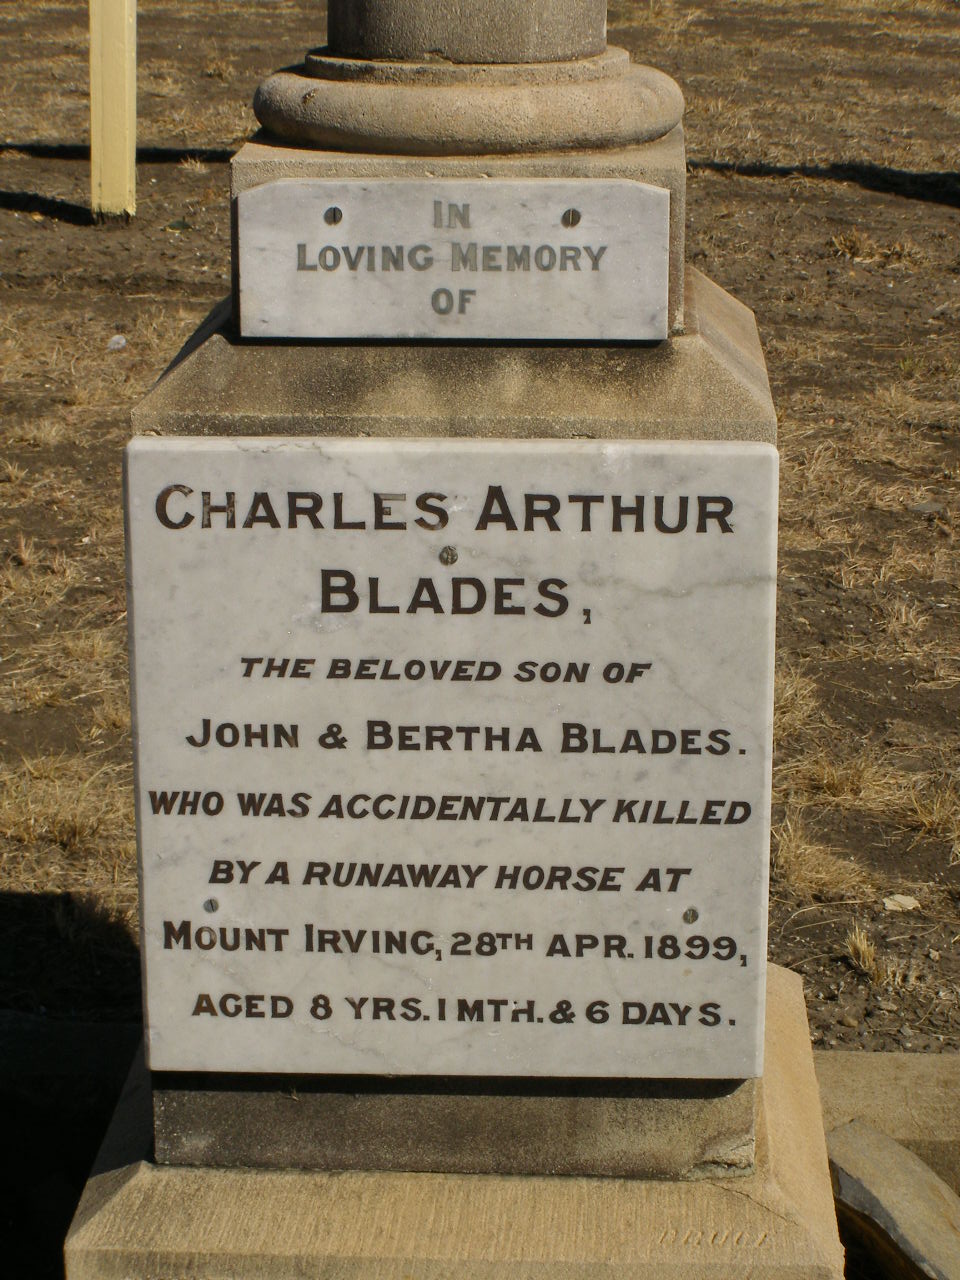 IN
LOVING MEMORY
OF
CHARLES ARTHUR
BLADES,
THE BELOVED SON OF
JOHN & BERTHA BLADES.
WHO WAS ACCIDENTALLY KILLED
BY A RUNAWAY HORSE AT
MOUNT IRVING, 28TH APR. 1899,
AGED 8 YRS. 1 MTH. & 6 DAYS.
BRUCE